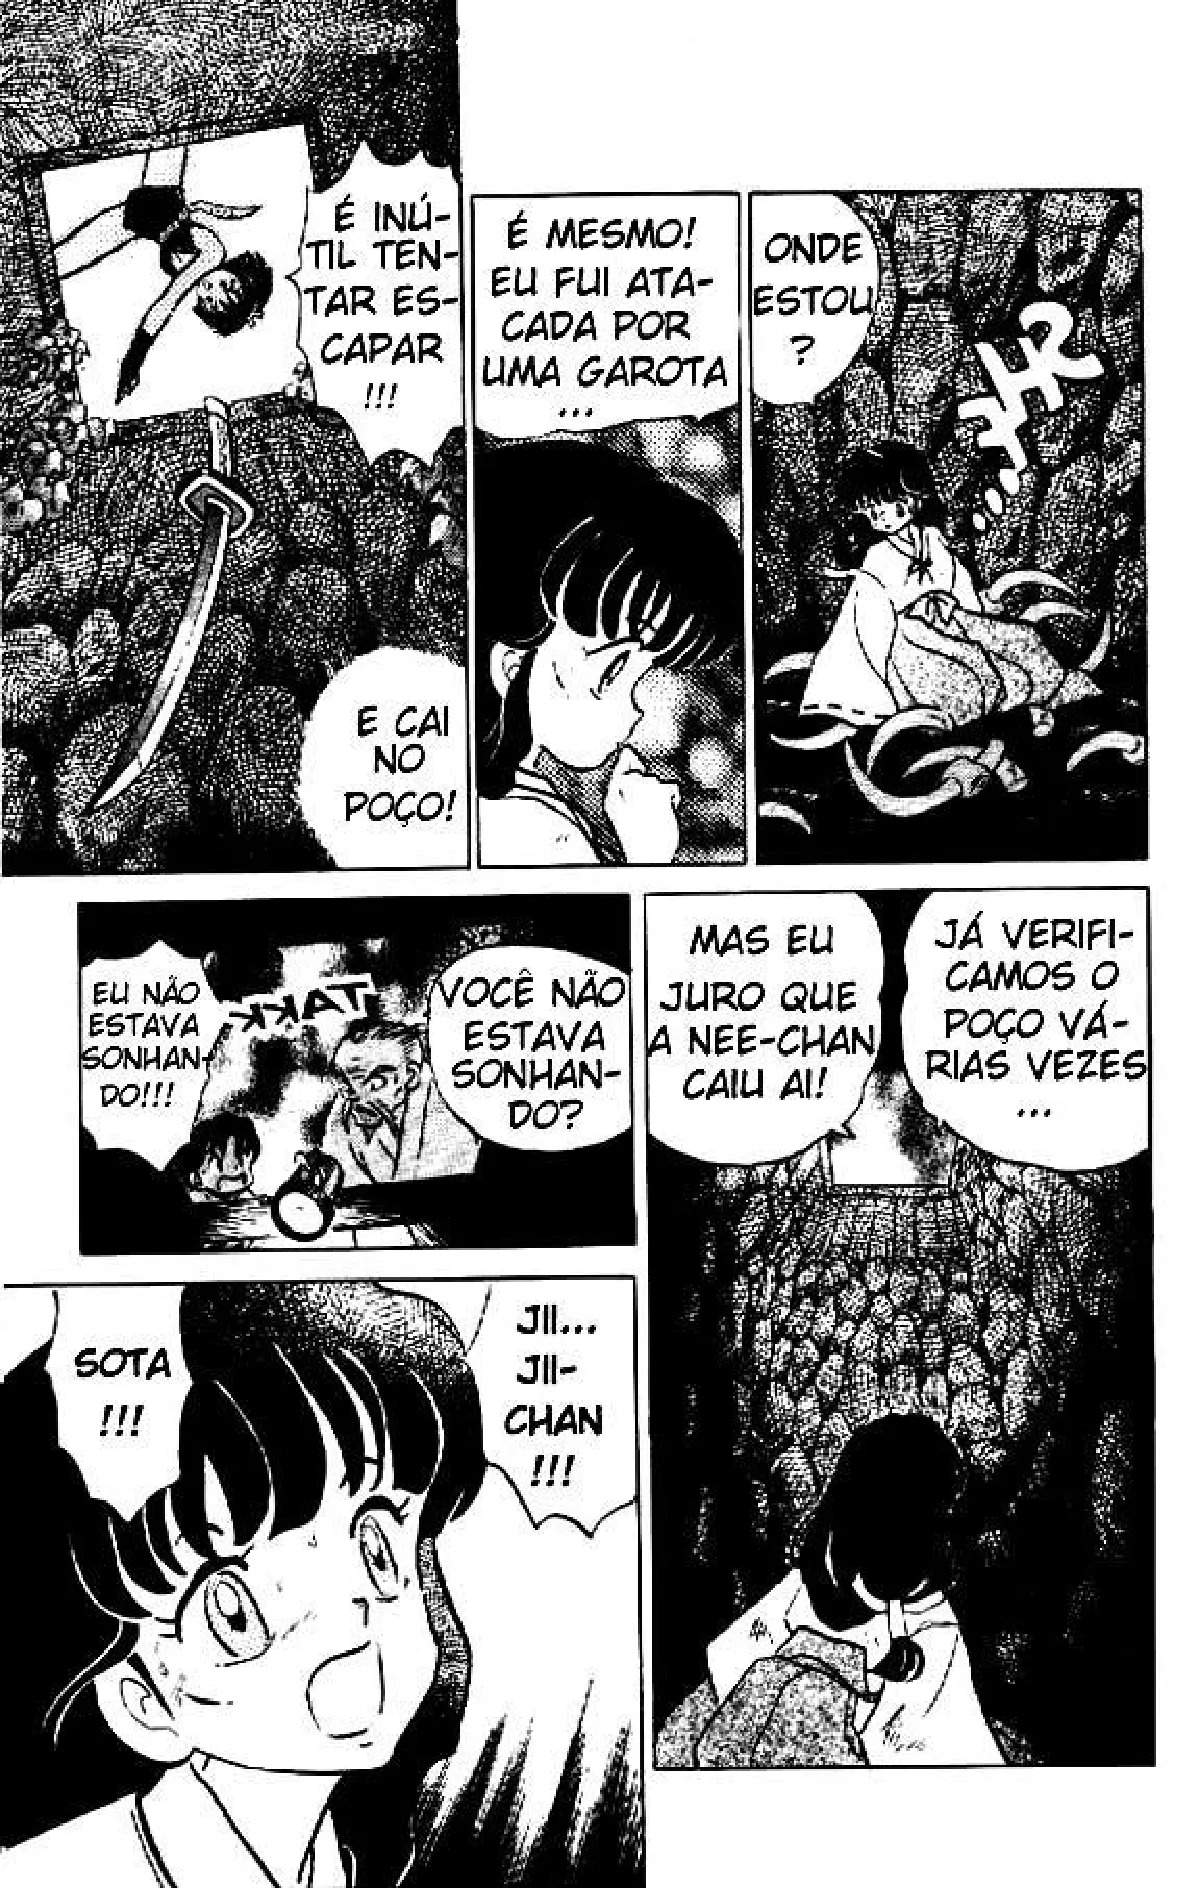 ONDE
ESTOU
?
É MESMO!
EU FUI ATA-
CADA POR
UMA GAROTA
...
É INÚ-
TIL TEN-
TAR ES-
CAPAR
!!!
E CAI
NO
POÇO!
JÁ VERIFI-
CAMOS O
POÇO VÁ-
RIAS VEZES
...
MAS EU
JURO QUE
A NEE-CHAN
CAIU AI!
VOCÊ NÃO
ESTAVA
SONHAN-
DO?
EU NÃO
ESTAVA
SONHAN-
DO!!!
JII...
JII-
CHAN
!!!
SOTA
!!!